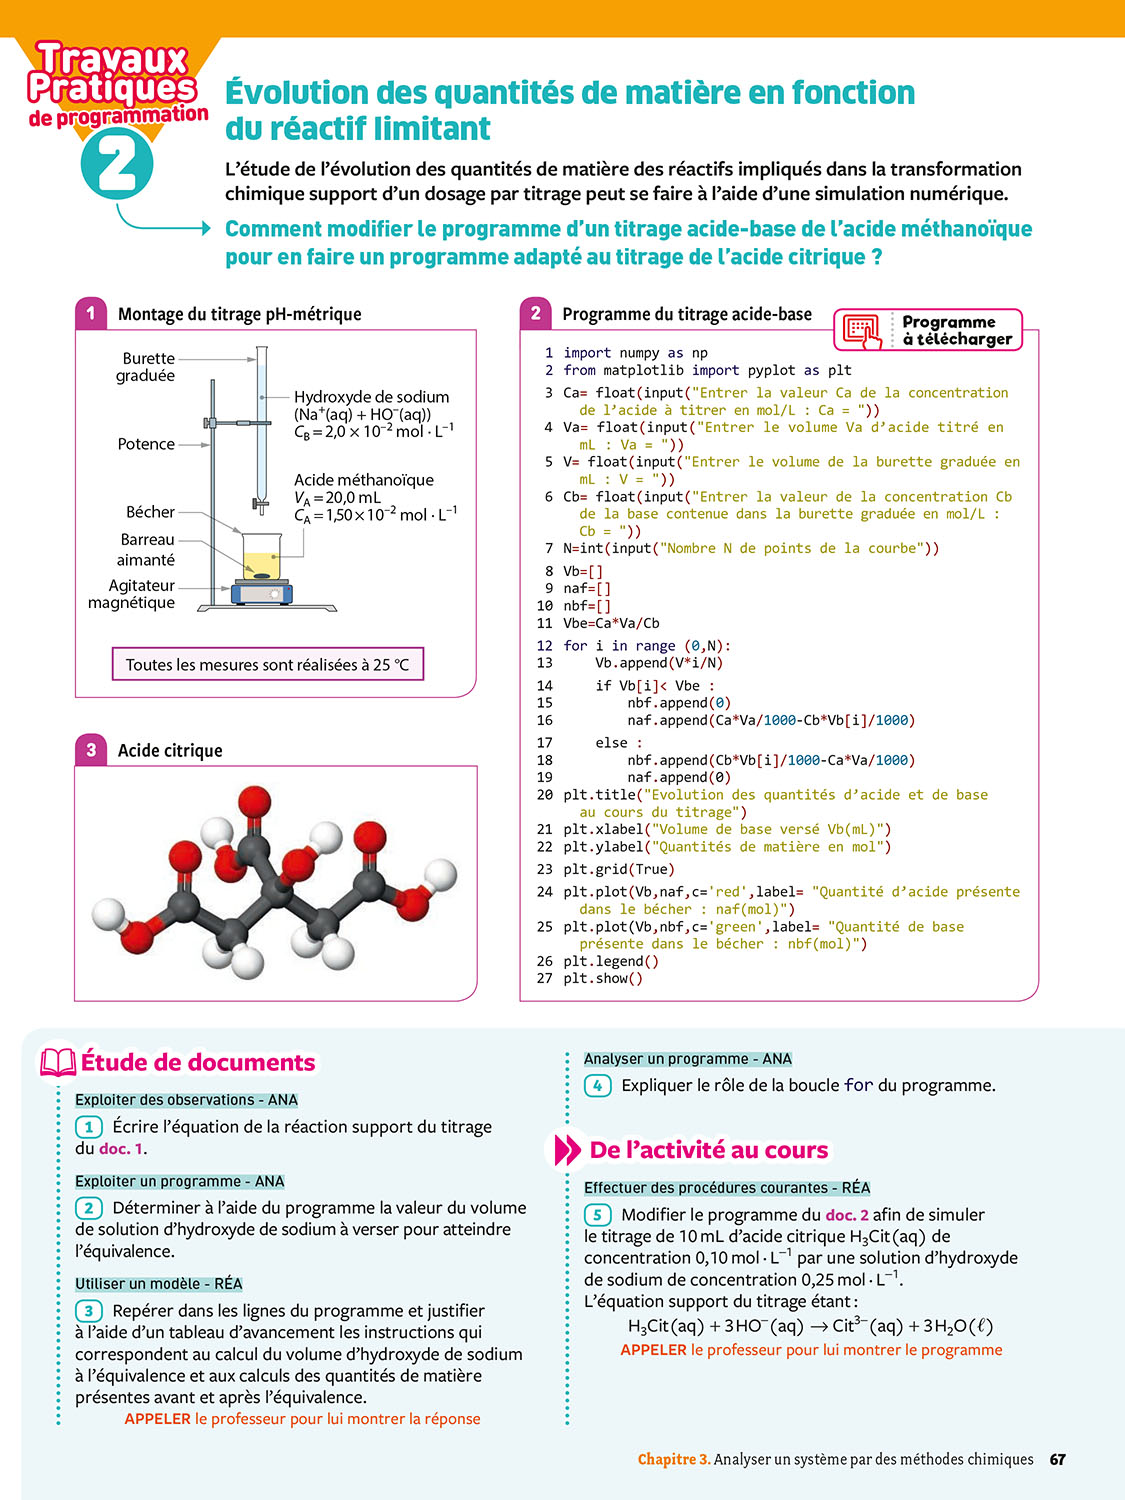 Travaux
Pratiques
de programmation
2
Évolution des quantités de matière en fonction
du réactif limitant
L’étude de l’évolution des quantités de matière des réactifs impliqués dans la transformation
chimique support d’un dosage par titrage peut se faire à l’aide d’une simulation numérique.
Comment modifier le programme d’un titrage acide-base de l’acide méthanoïque
pour en faire un programme adapté au titrage de l’acide citrique ?
1 Montage du titrage pH-métrique
Burette
graduée
Hydroxyde de sodium
(Na⁺(aq) + HO⁻(aq))
C_B = 2,0 × 10⁻² mol · L⁻¹
Potence
Acide méthanoïque
V_A = 20,0 mL
C_A = 1,50 × 10⁻² mol · L⁻¹
Bécher
Barreau
aimanté
Agitateur
magnétique
Toutes les mesures sont réalisées à 25 °C
3 Acide citrique
2 Programme du titrage acide-base
Programme
à télécharger
1 import numpy as np
2 from matplotlib import pyplot as plt
3 Ca= float(input("Entrer la valeur Ca de la concentration
de l’acide à titrer en mol/L : Ca = "))
4 Va= float(input("Entrer le volume Va d’acide titré en
mL : Va = "))
5 V= float(input("Entrer le volume de la burette graduée en
mL : V = "))
6 Cb= float(input("Entrer la valeur de la concentration Cb
de la base contenue dans la burette graduée en mol/L :
Cb = "))
7 N=int(input("Nombre N de points de la courbe"))
8 Vb=[]
9 naf=[]
10 nbf=[]
11 Vbe=Ca*Va/Cb
12 for i in range (0,N):
13 Vb.append(V*i/N)
14 if Vb[i]< Vbe :
15 nbf.append(0)
16 naf.append(Ca*Va/1000-Cb*Vb[i]/1000)
17 else :
18 nbf.append(Cb*Vb[i]/1000-Ca*Va/1000)
19 naf.append(0)
20 plt.title("Evolution des quantités d’acide et de base
au cours du titrage")
21 plt.xlabel("Volume de base versé Vb(mL)")
22 plt.ylabel("Quantités de matière en mol")
23 plt.grid(True)
24 plt.plot(Vb,naf,c='red',label= "Quantité d’acide présente
dans le bécher : naf(mol)")
25 plt.plot(Vb,nbf,c='green',label= "Quantité de base
présente dans le bécher : nbf(mol)")
26 plt.legend()
27 plt.show()
Étude de documents
Exploiter des observations - ANA
1 Écrire l’équation de la réaction support du titrage
du doc. 1.
Exploiter un programme - ANA
2 Déterminer à l’aide du programme la valeur du volume
de solution d’hydroxyde de sodium à verser pour atteindre
l’équivalence.
Utiliser un modèle - RÉA
3 Repérer dans les lignes du programme et justifier
à l’aide d’un tableau d’avancement les instructions qui
correspondent au calcul du volume d’hydroxyde de sodium
à l’équivalence et aux calculs des quantités de matière
présentes avant et après l’équivalence.
APPELER le professeur pour lui montrer la réponse
Analyser un programme - ANA
4 Expliquer le rôle de la boucle for du programme.
De l’activité au cours
Effectuer des procédures courantes - RÉA
5 Modifier le programme du doc. 2 afin de simuler
le titrage de 10 mL d’acide citrique H₃Cit(aq) de
concentration 0,10 mol · L⁻¹ par une solution d’hydroxyde
de sodium de concentration 0,25 mol · L⁻¹.
L’équation support du titrage étant :
H₃Cit(aq) + 3HO⁻(aq) → Cit³⁻(aq) + 3H₂O(ℓ)
APPELER le professeur pour lui montrer le programme
Chapitre 3. Analyser un système par des méthodes chimiques 67